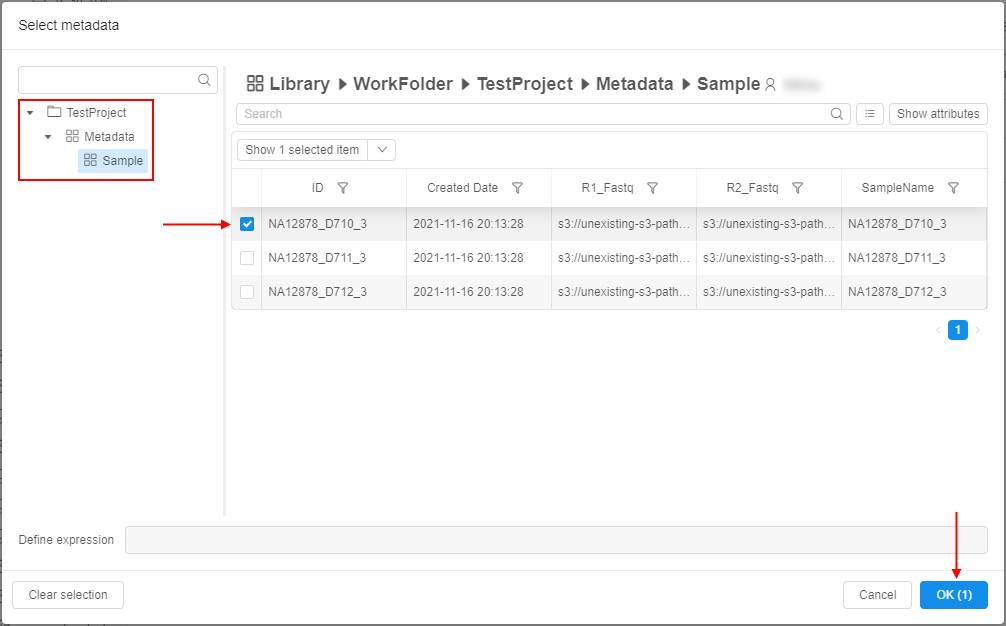 Select metadata
Library WorkFolder TestProject Metadata Sample
TestProject
Metadata
Sample
Search
Show attributes
Show 1 selected item
ID Created Date R1_Fastq R2_Fastq SampleName
NA12878_D710_3 2021-11-16 20:13:28 s3://unexisting-s3-path... s3://unexisting-s3-path... NA12878_D710_3
NA12878_D711_3 2021-11-16 20:13:28 s3://unexisting-s3-path... s3://unexisting-s3-path... NA12878_D711_3
NA12878_D712_3 2021-11-16 20:13:28 s3://unexisting-s3-path... s3://unexisting-s3-path... NA12878_D712_3
1
Define expression
Clear selection
Cancel
OK (1)